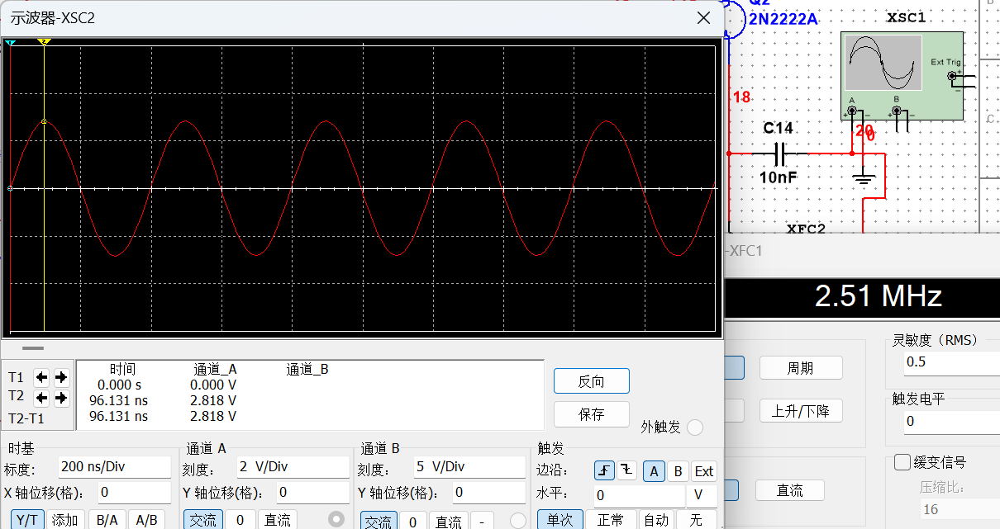 示波器-XSC2
Q2
2N2222A
XSC1
Ext Trig
A
B
+
−
+
−
18
20
0
C14
10nF
XFC2
-XFC1
2.51 MHz
T1
T2
T2-T1
时间 通道_A 通道_B
0.000 s 0.000 V
96.131 ns 2.818 V
96.131 ns 2.818 V
反向
保存
外触发
时基
标度: 200 ns/Div
X 轴位移(格): 0
Y/T 添加 B/A A/B
通道 A
刻度: 2 V/Div
Y 轴位移(格): 0
交流 0 直流
通道 B
刻度: 5 V/Div
Y 轴位移(格): 0
交流 0 直流 -
触发
边沿: A B Ext
水平: 0 V
单次 正常 自动 无
周期
上升/下降
直流
灵敏度（RMS）
0.5
触发电平
0
缓变信号
压缩比:
16